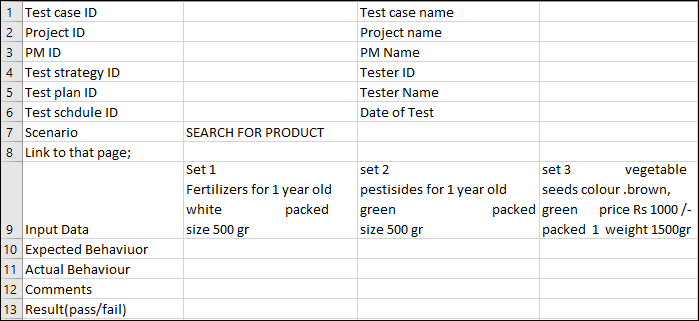 1 Test case ID Test case name
2 Project ID Project name
3 PM ID PM Name
4 Test strategy ID Tester ID
5 Test plan ID Tester Name
6 Test schdule ID Date of Test
7 Scenario SEARCH FOR PRODUCT
8 Link to that page;
Set 1 set 2 set 3 vegetable
Fertilizers for 1 year old pestisides for 1 year old seeds colour .brown,
white packed green packed green price Rs 1000 /-
9 Input Data size 500 gr size 500 gr packed 1 weight 1500gr
10 Expected Behaviuor
11 Actual Behaviour
12 Comments
13 Result(pass/fail)